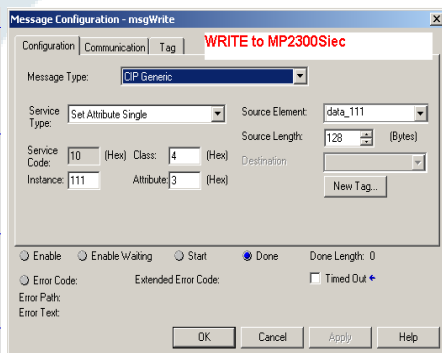 Message Configuration - msgWrite
Configuration Communication Tag WRITE to MP2300Siec
Message Type: CIP Generic
Service Type: Set Attribute Single Source Element: data_111
Source Length: 128 (Bytes)
Service Code: 10 (Hex) Class: 4 (Hex) Destination
Instance: 111 Attribute: 3 (Hex) New Tag...
Enable Enable Waiting Start Done Done Length: 0
Error Code: Extended Error Code: Timed Out ←
Error Path:
Error Text:
OK Cancel Apply Help